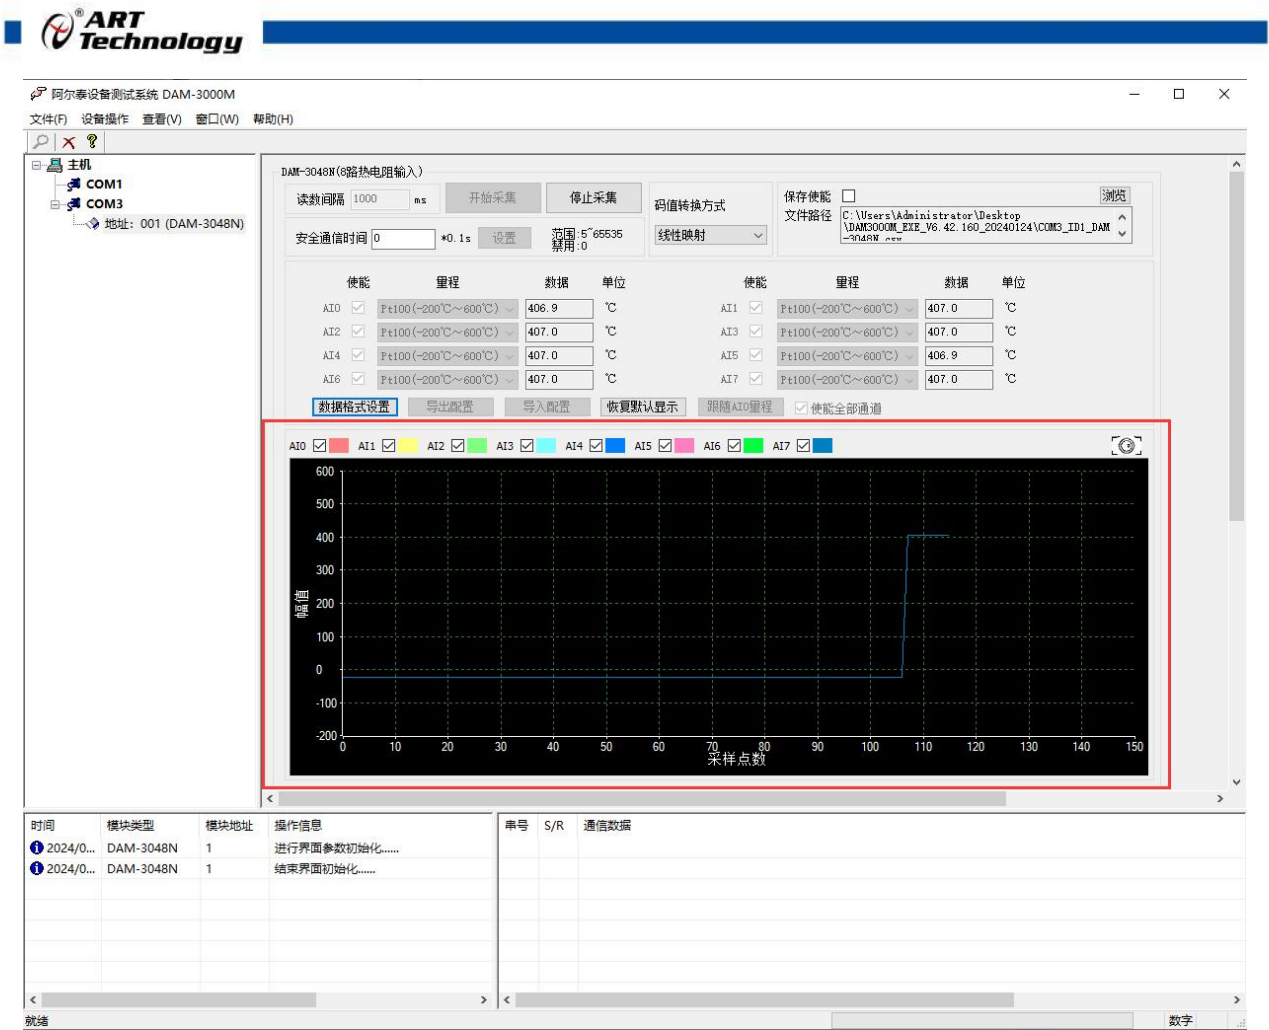 ®ART
Technology
阿尔泰设备测试系统 DAM-3000M
文件(F) 设备操作 查看(V) 窗口(W) 帮助(H)
主机
COM1
COM3
地址：001 (DAM-3048N)
DAM-3048N(8路热电阻输入)
读数间隔 1000 ms 开始采集 停止采集
安全通信时间 0 *0.1s 设置 范围:5~65535
禁用:0
码值转换方式
线性映射
保存使能 浏览
文件路径 C:\Users\Administrator\Desktop
\DAM3000M_EXE_V6.42.160_20240124\COM3_ID1_DAM
-3048N.csv
使能 量程 数据 单位 使能 量程 数据 单位
AI0 Pt100(-200℃～600℃) 406.9 ℃ AI1 Pt100(-200℃～600℃) 407.0 ℃
AI2 Pt100(-200℃～600℃) 407.0 ℃ AI3 Pt100(-200℃～600℃) 407.0 ℃
AI4 Pt100(-200℃～600℃) 407.0 ℃ AI5 Pt100(-200℃～600℃) 406.9 ℃
AI6 Pt100(-200℃～600℃) 407.0 ℃ AI7 Pt100(-200℃～600℃) 407.0 ℃
数据格式设置 导出配置 导入配置 恢复默认显示 跟随AI0量程 使能全部通道
AI0 AI1 AI2 AI3 AI4 AI5 AI6 AI7
600
500
400
300
200
100
0
-100
-200
幅值
0 10 20 30 40 50 60 70 80 90 100 110 120 130 140 150
采样点数
时间 模块类型 模块地址 操作信息
2024/0... DAM-3048N 1 进行界面参数初始化......
2024/0... DAM-3048N 1 结束界面初始化......
串号 S/R 通信数据
就绪 数字